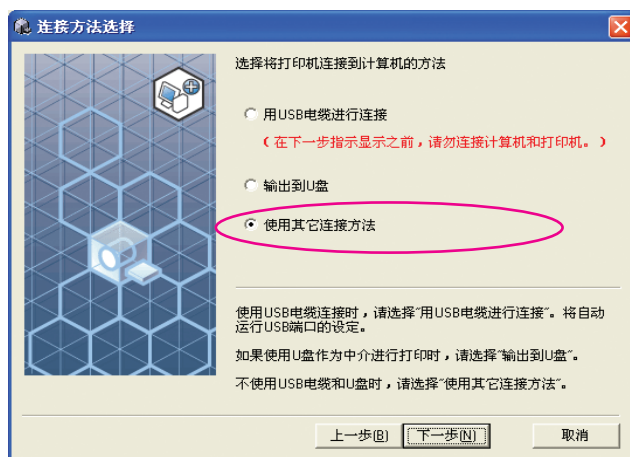 连接方法选择
选择将打印机连接到计算机的方法
用USB电缆进行连接
（在下一步指示显示之前，请勿连接计算机和打印机。）
输出到U盘
使用其它连接方法
使用USB电缆连接时，请选择"用USB电缆进行连接"。将自动
运行USB端口的设定。
如果使用U盘作为中介进行打印时，请选择"输出到U盘"。
不使用USB电缆和U盘时，请选择"使用其它连接方法"。
上一步(B)
下一步(N)
取消